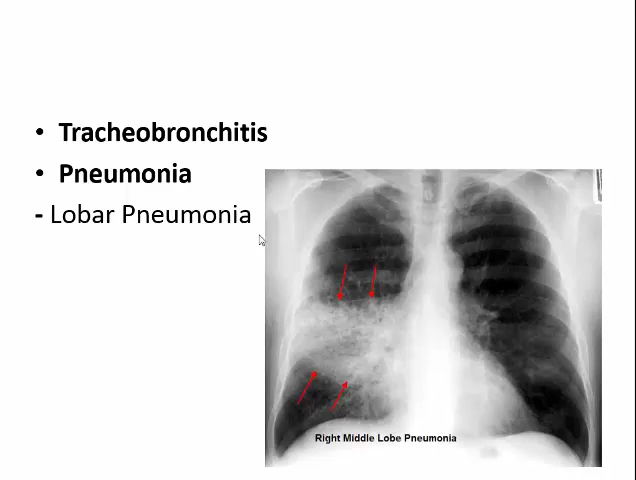 • Tracheobronchitis
• Pneumonia
- Lobar Pneumonia
Right Middle Lobe Pneumonia